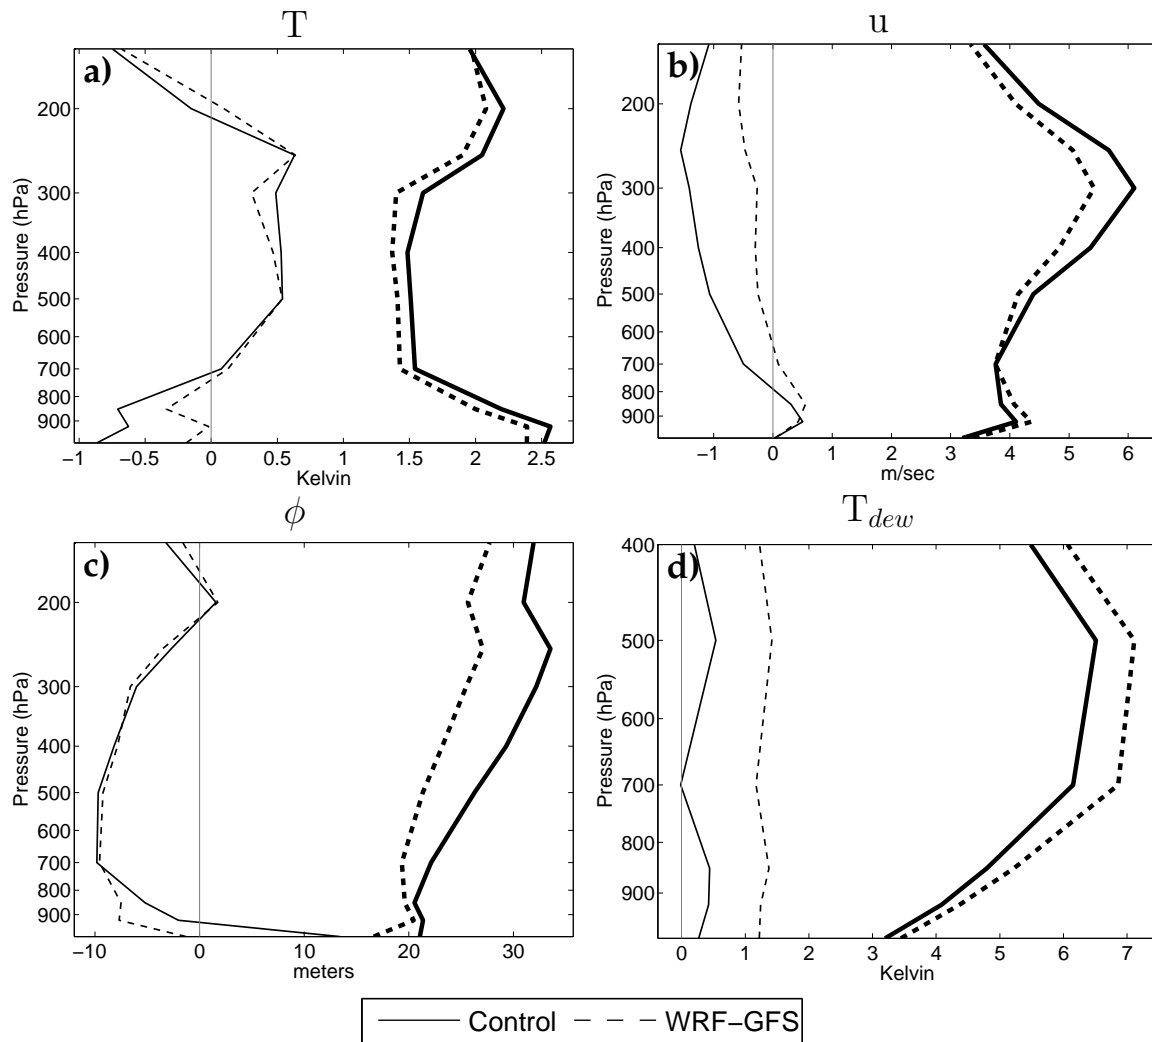 T
a)
200
300
400
500
600
700
800
900
Pressure (hPa)
−1 −0.5 0 0.5 1 1.5 2 2.5
Kelvin
u
b)
200
300
400
500
600
700
800
900
Pressure (hPa)
−1 0 1 2 3 4 5 6
m/sec
ϕ
c)
200
300
400
500
600
700
800
900
Pressure (hPa)
−10 0 10 20 30
meters
T_dew
d)
400
500
600
700
800
900
Pressure (hPa)
0 1 2 3 4 5 6 7
Kelvin
Control WRF−GFS